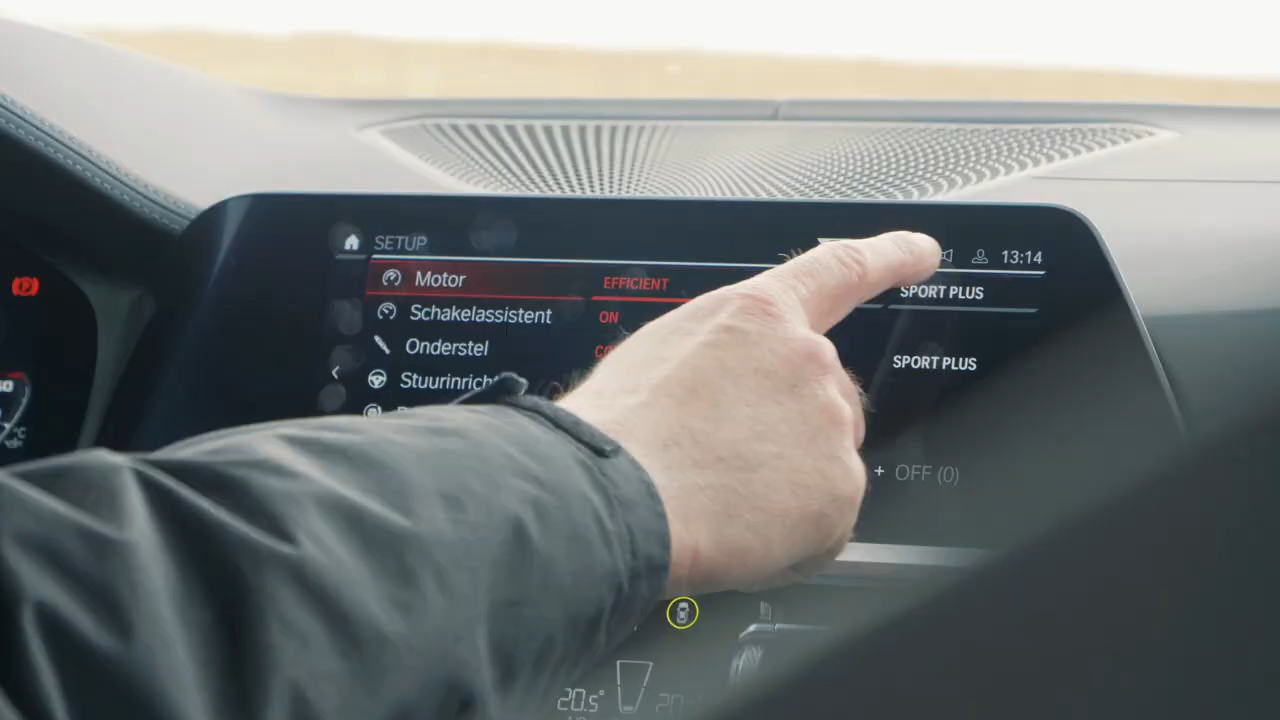 SETUP
13:14
Motor EFFICIENT SPORT PLUS
Schakelassistent ON
Onderstel SPORT PLUS
OFF (0)
20.5°